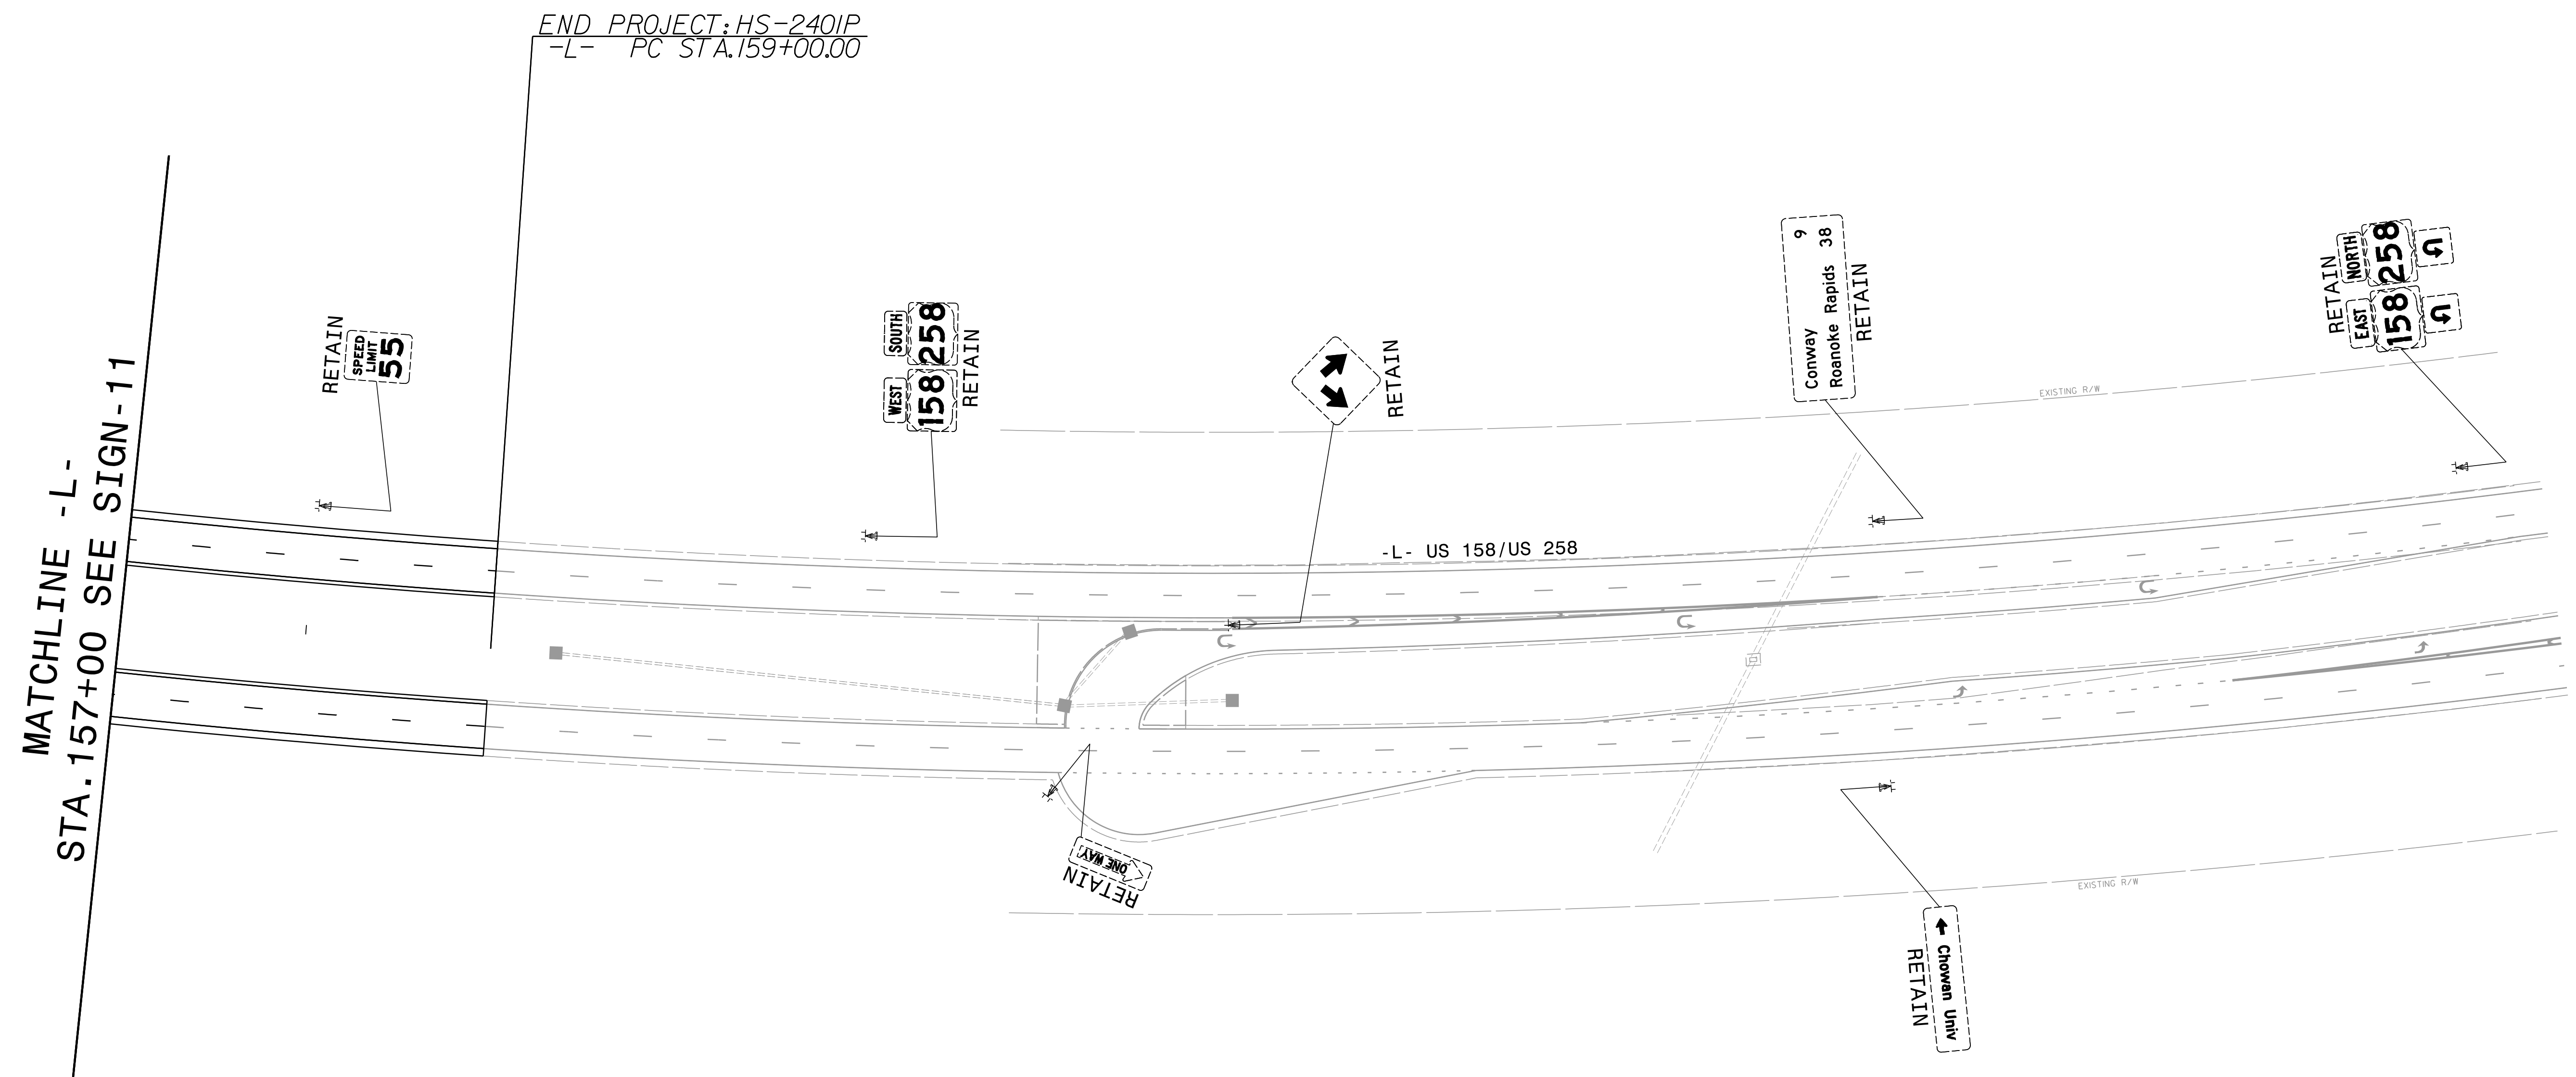 END PROJECT: HS-2401P
-L- PC STA.159+00.00
MATCHLINE -L-
STA.157+00 SEE SIGN-11
RETAIN
SPEED
LIMIT
55
WEST SOUTH
158 258
RETAIN
RETAIN
Conway 9
Roanoke Rapids 38
RETAIN
RETAIN
EAST NORTH
158 258
EXISTING R/W
-L- US 158/US 258
ONE WAY
RETAIN
EXISTING R/W
Chowan Univ
RETAIN